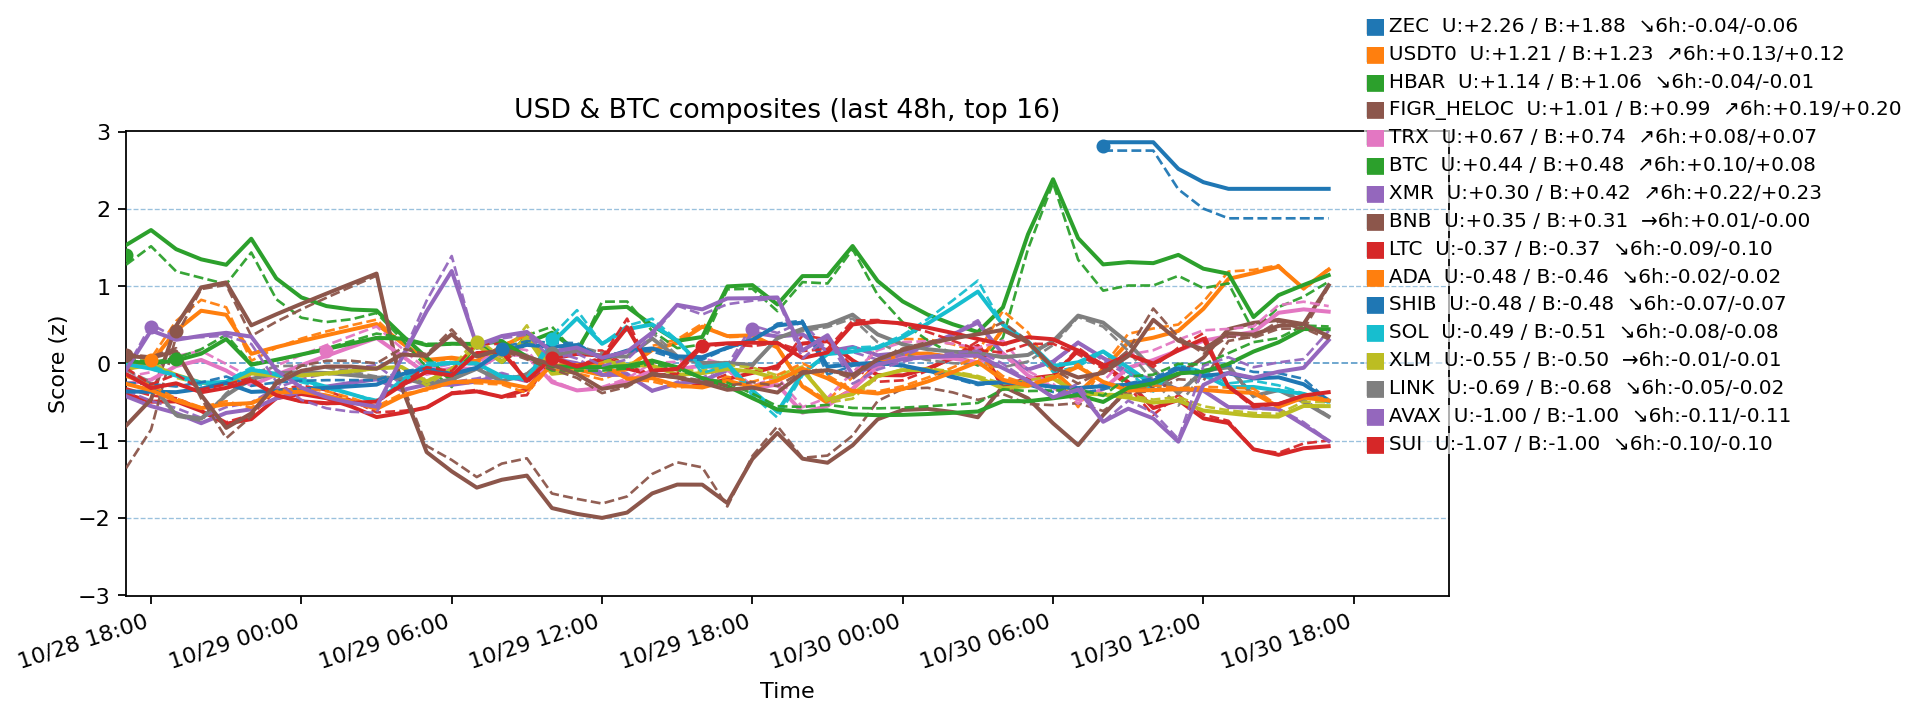 USD & BTC composites (last 48h, top 16)
ZEC  U:+2.26 / B:+1.88  ↘6h:-0.04/-0.06
USDT0  U:+1.21 / B:+1.23  ↗6h:+0.13/+0.12
HBAR  U:+1.14 / B:+1.06  ↘6h:-0.04/-0.01
FIGR_HELOC  U:+1.01 / B:+0.99  ↗6h:+0.19/+0.20
TRX  U:+0.67 / B:+0.74  ↗6h:+0.08/+0.07
BTC  U:+0.44 / B:+0.48  ↗6h:+0.10/+0.08
XMR  U:+0.30 / B:+0.42  ↗6h:+0.22/+0.23
BNB  U:+0.35 / B:+0.31  →6h:+0.01/-0.00
LTC  U:-0.37 / B:-0.37  ↘6h:-0.09/-0.10
ADA  U:-0.48 / B:-0.46  ↘6h:-0.02/-0.02
SHIB  U:-0.48 / B:-0.48  ↘6h:-0.07/-0.07
SOL  U:-0.49 / B:-0.51  ↘6h:-0.08/-0.08
XLM  U:-0.55 / B:-0.50  →6h:-0.01/-0.01
LINK  U:-0.69 / B:-0.68  ↘6h:-0.05/-0.02
AVAX  U:-1.00 / B:-1.00  ↘6h:-0.11/-0.11
SUI  U:-1.07 / B:-1.00  ↘6h:-0.10/-0.10
Score (z)
3
2
1
0
−1
−2
−3
10/28 18:00
10/29 00:00
10/29 06:00
10/29 12:00
10/29 18:00
10/30 00:00
10/30 06:00
10/30 12:00
10/30 18:00
Time